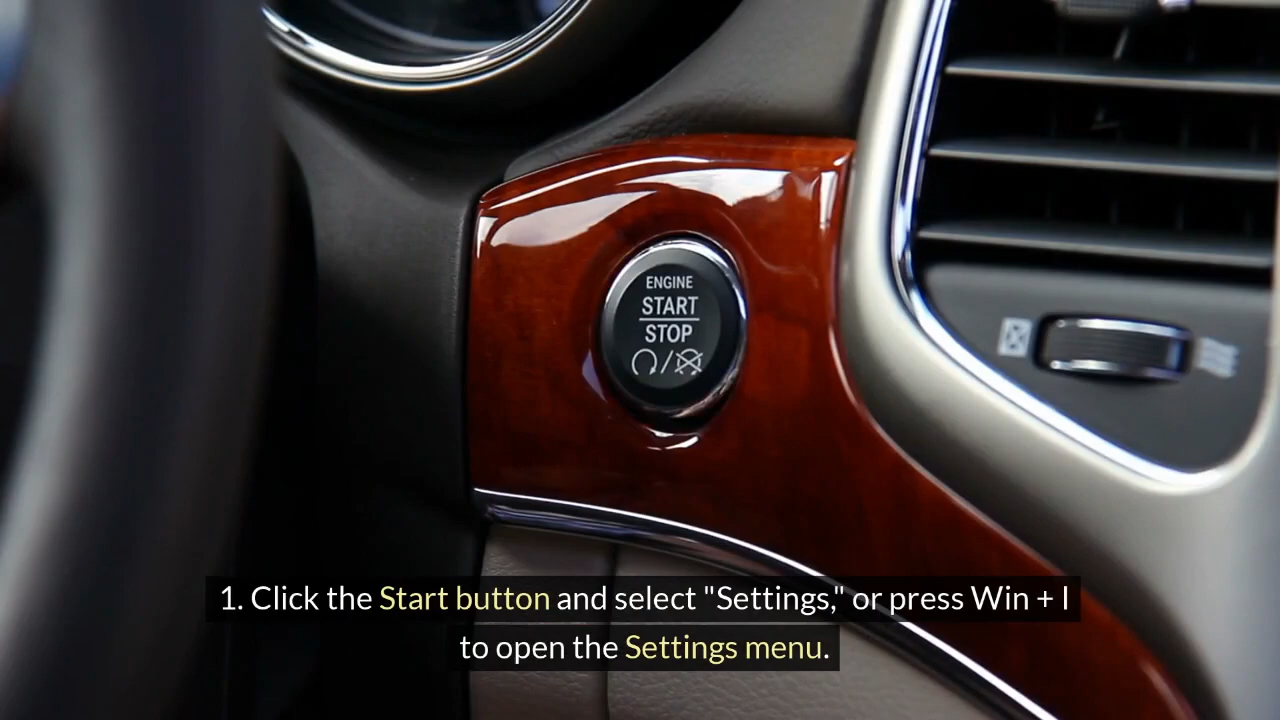 ENGINE
START
STOP
1. Click the Start button and select "Settings," or press Win + I
to open the Settings menu.